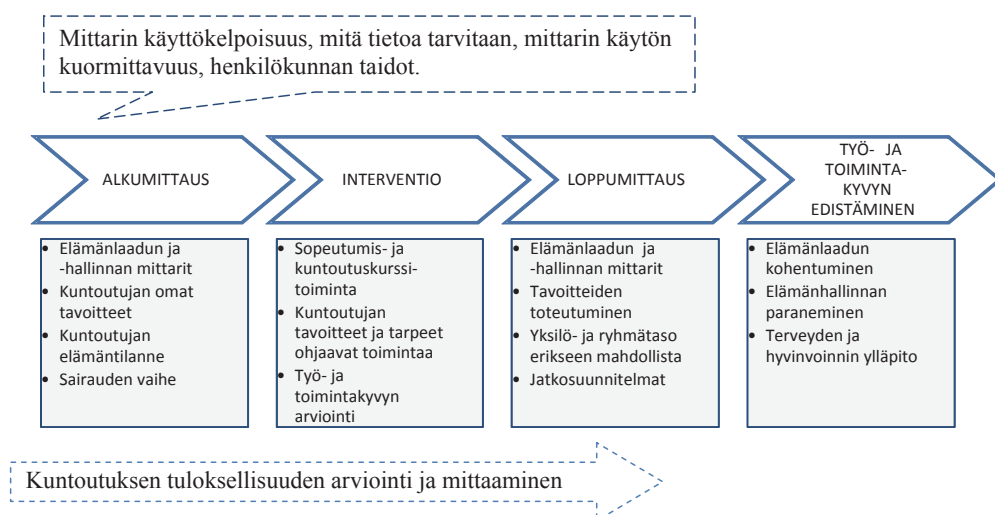 Mittarin käyttökelpoisuus, mitä tietoa tarvitaan, mittarin käytön
kuormittavuus, henkilökunnan taidot.
ALKUMITTAUS
INTERVENTIO
LOPPUMITTAUS
TYÖ- JA
TOIMINTA-
KYVYN
EDISTÄMINEN
• Elämänlaadun ja
-hallinnan mittarit
• Kuntoutujan omat
tavoitteet
• Kuntoutujan
elämäntilanne
• Sairauden vaihe
• Sopeutumis- ja
kuntoutuskurssi-
toiminta
• Kuntoutujan
tavoitteet ja tarpeet
ohjaavat toimintaa
• Työ- ja
toimintakyvyn
arviointi
• Elämänlaadun ja
-hallinnan mittarit
• Tavoitteiden
toteutuminen
• Yksilö- ja ryhmätaso
erikseen mahdollista
• Jatkosuunnitelmat
• Elämänlaadun
kohentuminen
• Elämänhallinnan
paraneminen
• Terveyden ja
hyvinvoinnin ylläpito
Kuntoutuksen tuloksellisuuden arviointi ja mittaaminen